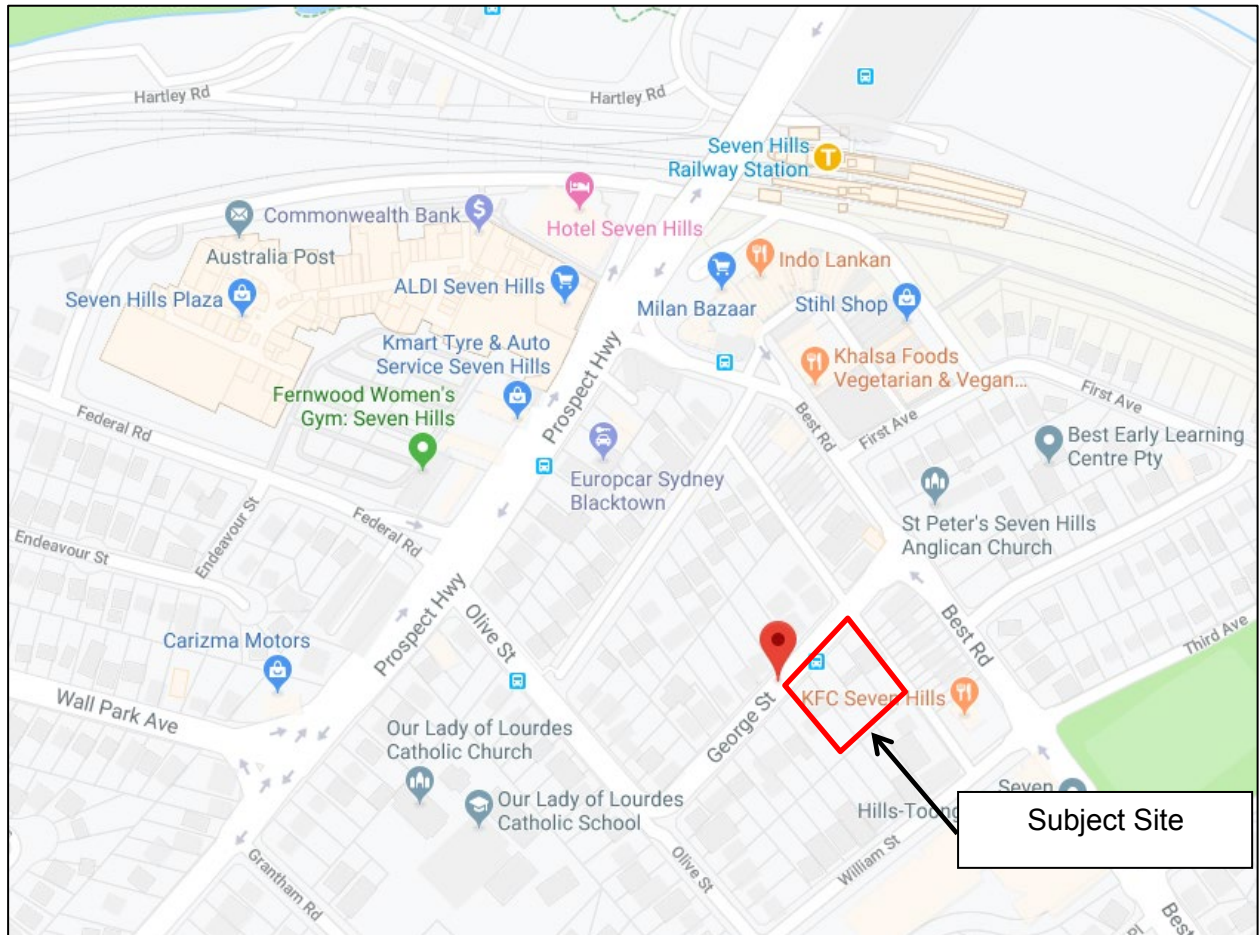 Hartley Rd
Hartley Rd
Seven Hills
Railway Station
T
Commonwealth Bank
$
Hotel Seven Hills
Australia Post
Indo Lankan
ALDI Seven Hills
Seven Hills Plaza
Milan Bazaar
Stihl Shop
Prospect Hwy
Kmart Tyre & Auto
Service Seven Hills
Khalsa Foods
Vegetarian & Vegan...
Fernwood Women's
Gym: Seven Hills
First Ave
Best Rd
First Ave
Federal Rd
Best Early Learning
Centre Pty
Europcar Sydney
Blacktown
Endeavour St
Federal Rd
St Peter's Seven Hills
Anglican Church
Endeavour St
Prospect Hwy
Olive St
Best Rd
Third Ave
Carizma Motors
Wall Park Ave
KFC Seven Hills
George St
Our Lady of Lourdes
Catholic Church
Our Lady of Lourdes
Catholic School
Seven
Hills-Toong
Subject Site
William St
Olive St
Grantham Rd
Best
Pl